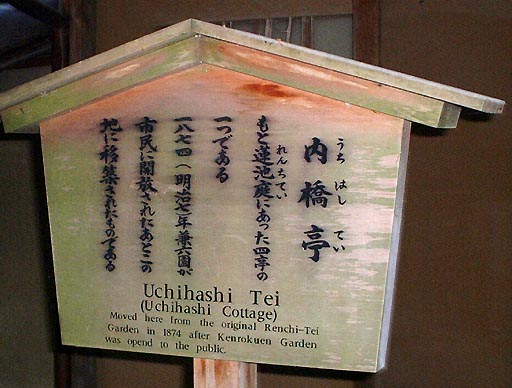 内橋亭
うちはしてい
もと蓮池庭にあった四亭の
れんちてい
一つである
一八七四(明治七年兼六園が
市民に開放されたあとこの
地に移築されたものである
Uchihashi Tei
(Uchihashi Cottage)
Moved here from the original Renchi-Tei
Garden in 1874 after Kenrokuen Garden
was opend to the public.